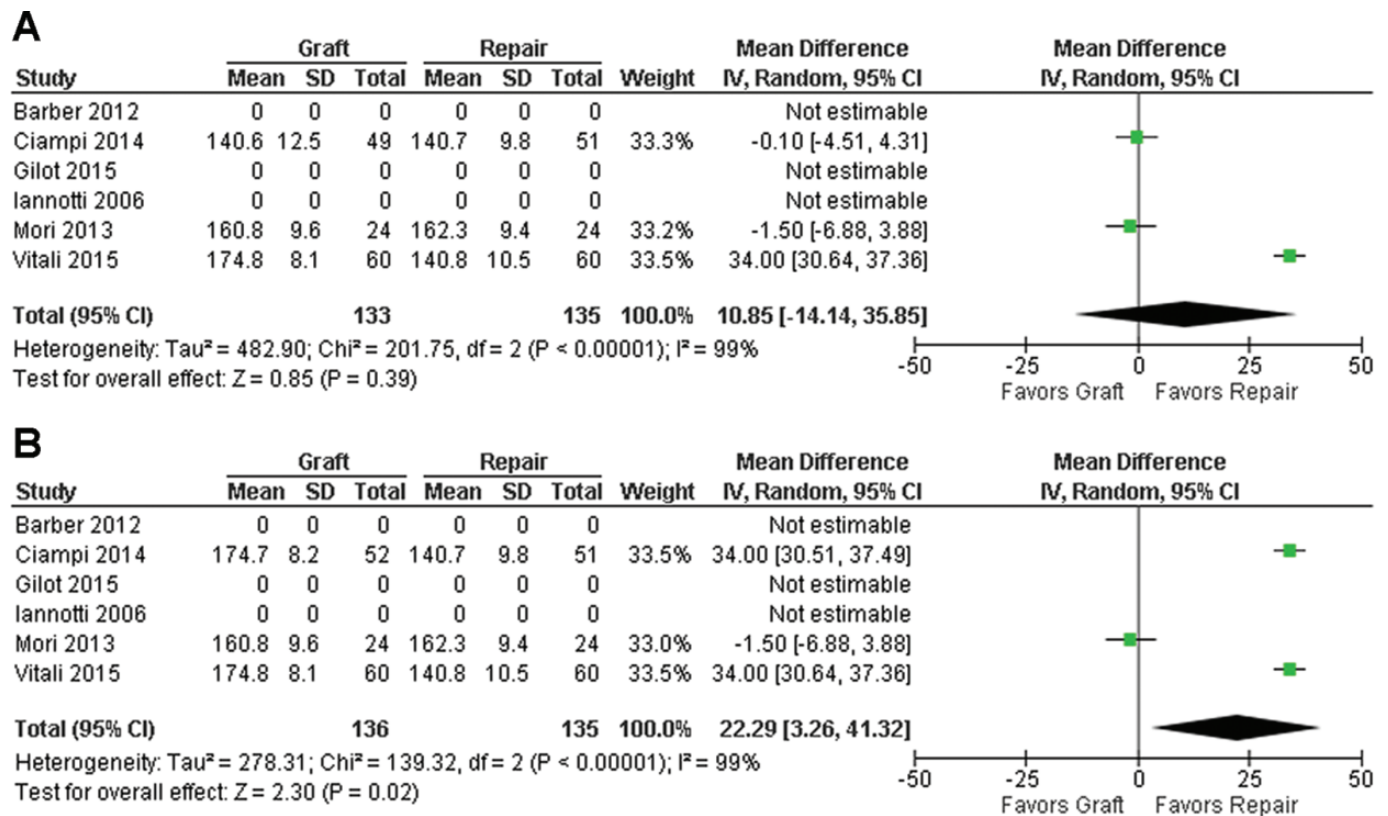 A
Graft Repair Mean Difference Mean Difference
Study Mean SD Total Mean SD Total Weight IV, Random, 95% CI IV, Random, 95% CI
Barber 2012 0 0 0 0 0 0 Not estimable
Ciampi 2014 140.6 12.5 49 140.7 9.8 51 33.3% -0.10 [-4.51, 4.31]
Gilot 2015 0 0 0 0 0 0 Not estimable
Iannotti 2006 0 0 0 0 0 0 Not estimable
Mori 2013 160.8 9.6 24 162.3 9.4 24 33.2% -1.50 [-6.88, 3.88]
Vitali 2015 174.8 8.1 60 140.8 10.5 60 33.5% 34.00 [30.64, 37.36]
Total (95% CI) 133 135 100.0% 10.85 [-14.14, 35.85]
Heterogeneity: Tau² = 482.90; Chi² = 201.75, df = 2 (P < 0.00001); I² = 99%
Test for overall effect: Z = 0.85 (P = 0.39)
-50 -25 0 25 50
Favors Graft Favors Repair
B
Graft Repair Mean Difference Mean Difference
Study Mean SD Total Mean SD Total Weight IV, Random, 95% CI IV, Random, 95% CI
Barber 2012 0 0 0 0 0 0 Not estimable
Ciampi 2014 174.7 8.2 52 140.7 9.8 51 33.5% 34.00 [30.51, 37.49]
Gilot 2015 0 0 0 0 0 0 Not estimable
Iannotti 2006 0 0 0 0 0 0 Not estimable
Mori 2013 160.8 9.6 24 162.3 9.4 24 33.0% -1.50 [-6.88, 3.88]
Vitali 2015 174.8 8.1 60 140.8 10.5 60 33.5% 34.00 [30.64, 37.36]
Total (95% CI) 136 135 100.0% 22.29 [3.26, 41.32]
Heterogeneity: Tau² = 278.31; Chi² = 139.32, df = 2 (P < 0.00001); I² = 99%
Test for overall effect: Z = 2.30 (P = 0.02)
-50 -25 0 25 50
Favors Graft Favors Repair